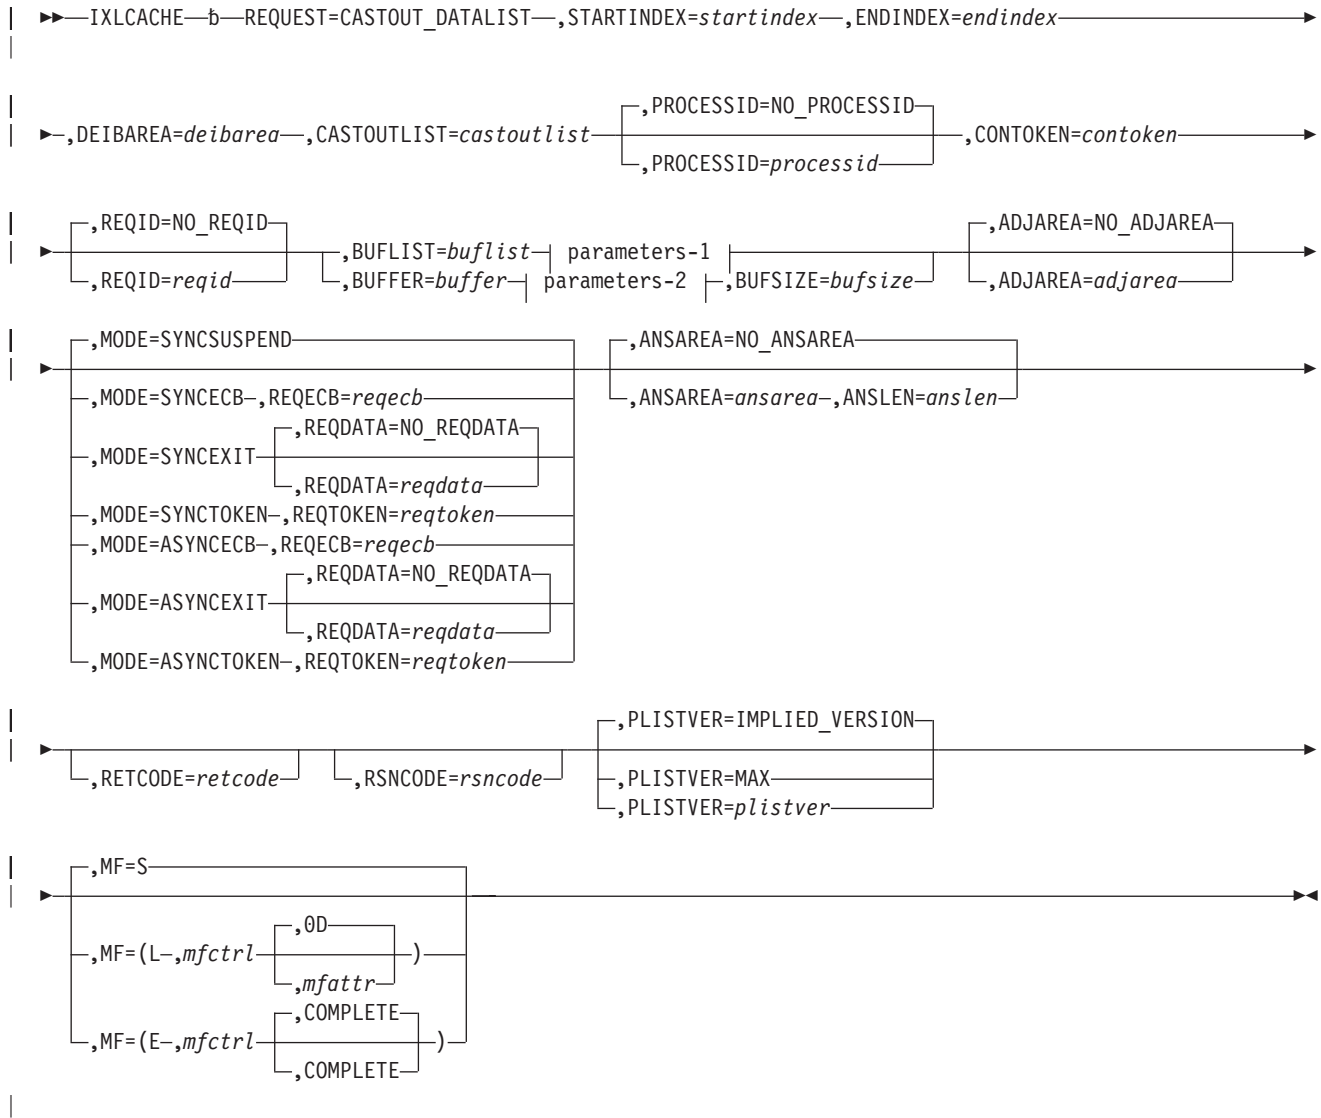 IXLCACHE ƀ REQUEST=CASTOUT_DATALIST ,STARTINDEX=startindex ,ENDINDEX=endindex
,PROCESSID=NO_PROCESSID
,DEIBAREA=deibarea ,CASTOUTLIST=castoutlist ,CONTOKEN=contoken
,PROCESSID=processid
,REQID=NO_REQID ,ADJAREA=NO_ADJAREA
,BUFLIST=buflist parameters-1
,REQID=reqid ,BUFFER=buffer parameters-2 ,BUFSIZE=bufsize ,ADJAREA=adjarea
,MODE=SYNCSUSPEND ,ANSAREA=NO_ANSAREA
,MODE=SYNCECB ,REQECB=reqecb ,ANSAREA=ansarea ,ANSLEN=anslen
,REQDATA=NO_REQDATA
,MODE=SYNCEXIT
,REQDATA=reqdata
,MODE=SYNCTOKEN ,REQTOKEN=reqtoken
,MODE=ASYNCECB ,REQECB=reqecb
,REQDATA=NO_REQDATA
,MODE=ASYNCEXIT
,REQDATA=reqdata
,MODE=ASYNCTOKEN ,REQTOKEN=reqtoken
,PLISTVER=IMPLIED_VERSION
,RETCODE=retcode ,RSNCODE=rsncode ,PLISTVER=MAX
,PLISTVER=plistver
,MF=S
,0D
,MF=(L ,mfctrl )
,mfattr
,COMPLETE
,MF=(E ,mfctrl )
,COMPLETE